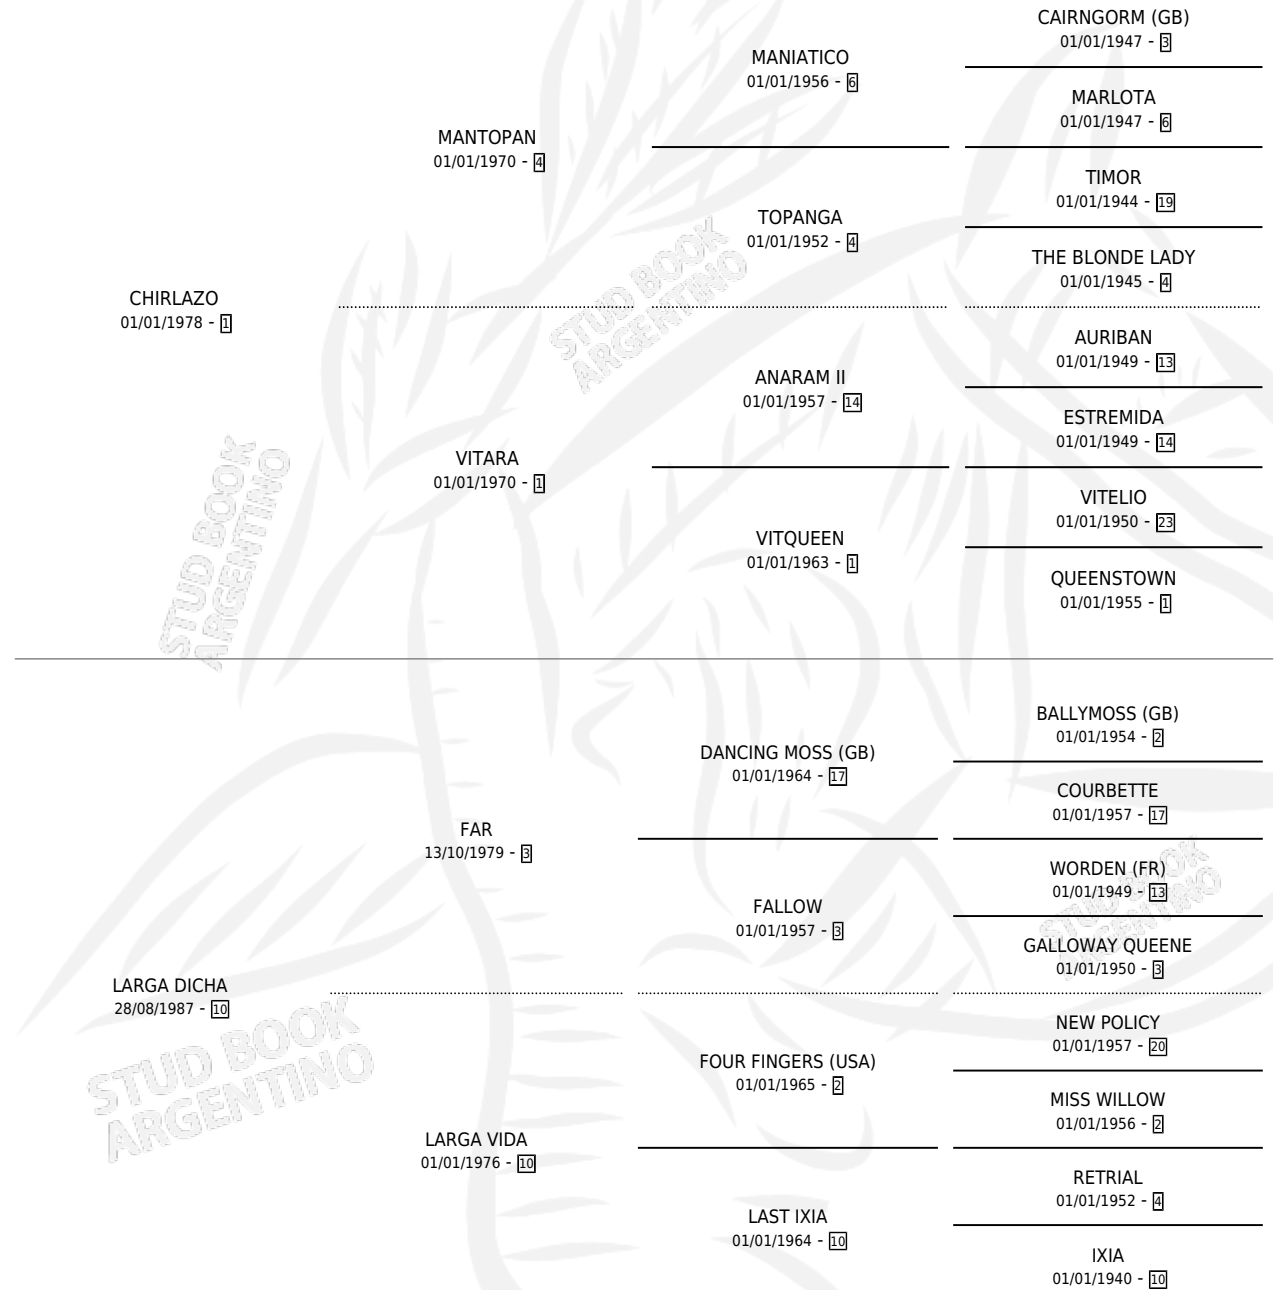 CAIRNGORM (GB)
01/01/1947 - 3
MANIATICO
01/01/1956 - 6
MARLOTA
01/01/1947 - 6
MANTOPAN
01/01/1970 - 4
TIMOR
01/01/1944 - 19
TOPANGA
01/01/1952 - 4
THE BLONDE LADY
01/01/1945 - 4
CHIRLAZO
01/01/1978 - 1
AURIBAN
01/01/1949 - 13
ANARAM II
01/01/1957 - 14
ESTREMIDA
01/01/1949 - 14
VITARA
01/01/1970 - 1
VITELIO
01/01/1950 - 23
VITQUEEN
01/01/1963 - 1
QUEENSTOWN
01/01/1955 - 1
STUD BOOK
ARGENTINO
STUD BOOK
ARGENTINO
BALLYMOSS (GB)
01/01/1954 - 2
DANCING MOSS (GB)
01/01/1964 - 17
COURBETTE
01/01/1957 - 17
FAR
13/10/1979 - 3
WORDEN (FR)
01/01/1949 - 13
FALLOW
01/01/1957 - 3
GALLOWAY QUEENE
01/01/1950 - 3
LARGA DICHA
28/08/1987 - 10
NEW POLICY
01/01/1957 - 20
FOUR FINGERS (USA)
01/01/1965 - 2
MISS WILLOW
01/01/1956 - 2
LARGA VIDA
01/01/1976 - 10
RETRIAL
01/01/1952 - 4
LAST IXIA
01/01/1964 - 10
IXIA
01/01/1940 - 10
STUD BOOK
ARGENTINO
STUD BOOK
ARGENTINO